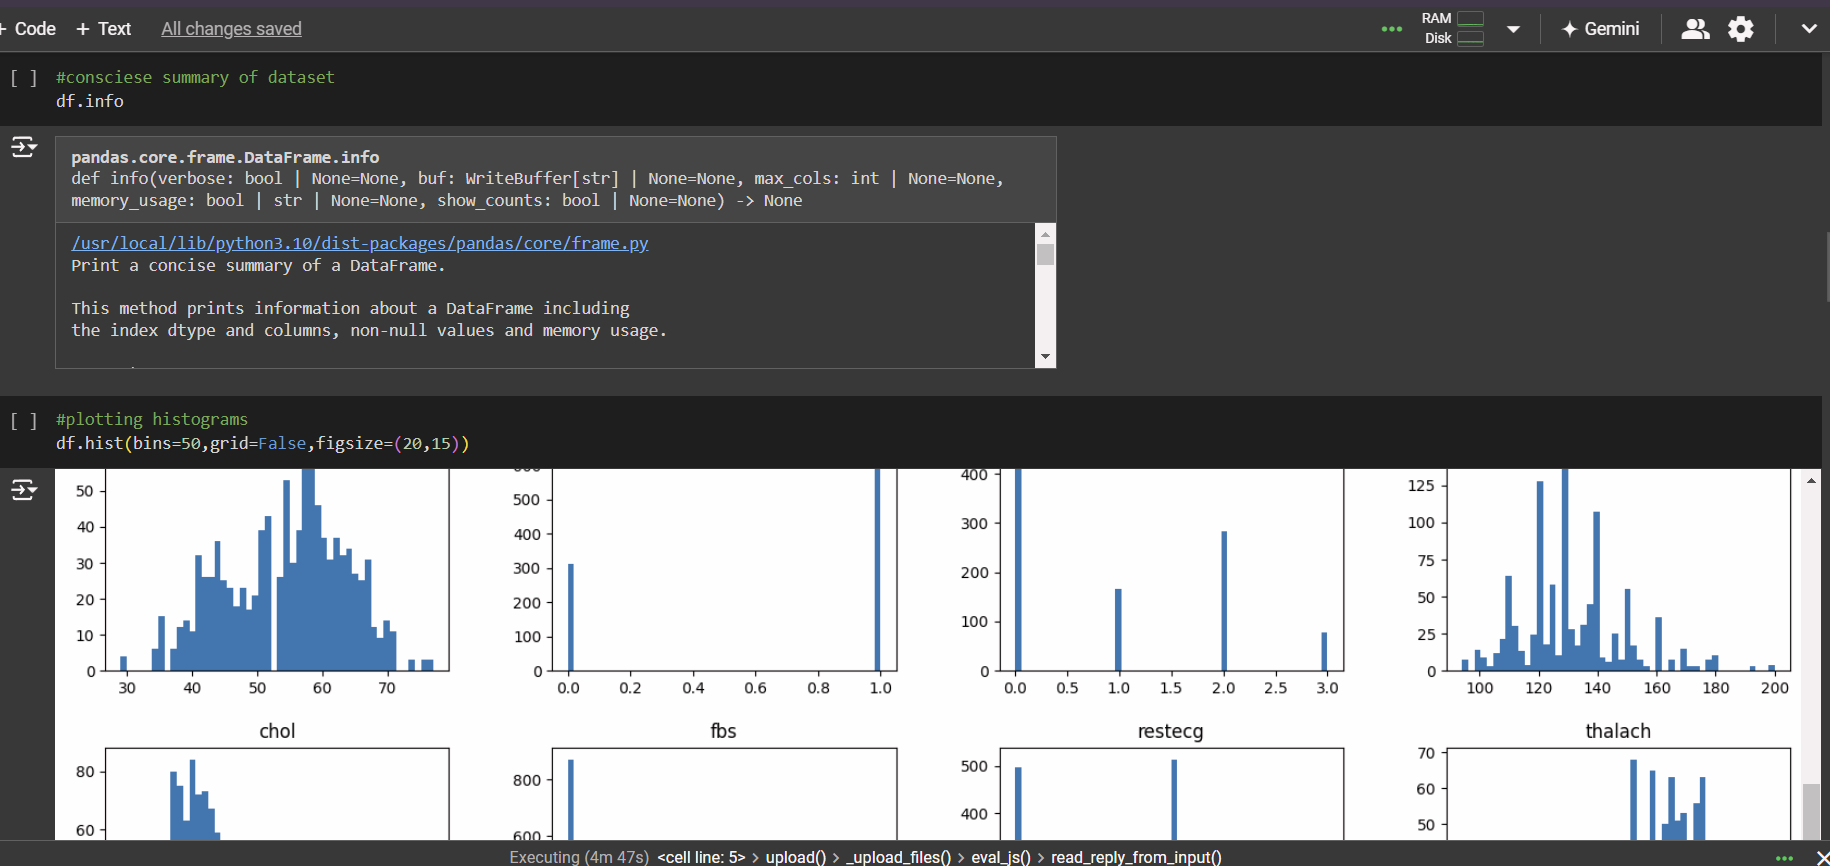 + Code + Text All changes saved RAM Disk Gemini
[ ] #consciese summary of dataset
df.info
pandas.core.frame.DataFrame.info
def info(verbose: bool | None=None, buf: WriteBuffer[str] | None=None, max_cols: int | None=None,
memory_usage: bool | str | None=None, show_counts: bool | None=None) -> None
/usr/local/lib/python3.10/dist-packages/pandas/core/frame.py
Print a concise summary of a DataFrame.
This method prints information about a DataFrame including
the index dtype and columns, non-null values and memory usage.
[ ] #plotting histograms
df.hist(bins=50,grid=False,figsize=(20,15))
50
40
30
20
10
0
30 40 50 60 70
500
400
300
200
100
0
0.0 0.2 0.4 0.6 0.8 1.0
400
300
200
100
0
0.0 0.5 1.0 1.5 2.0 2.5 3.0
125
100
75
50
25
0
100 120 140 160 180 200
chol
80
60
fbs
800
600
restecg
500
400
thalach
70
60
50
Executing (4m 47s) <cell line: 5> > upload() > _upload_files() > eval_js() > read_reply_from_input()